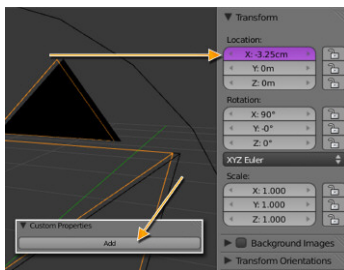 Transform
Location:
X: -3.25cm
Y: 0m
Z: 0m
Rotation:
X: 90°
Y: -0°
Z: 0°
XYZ Euler
Scale:
X: 1.000
Y: 1.000
Z: 1.000
Background Images
Transform Orientations
Custom Properties
Add